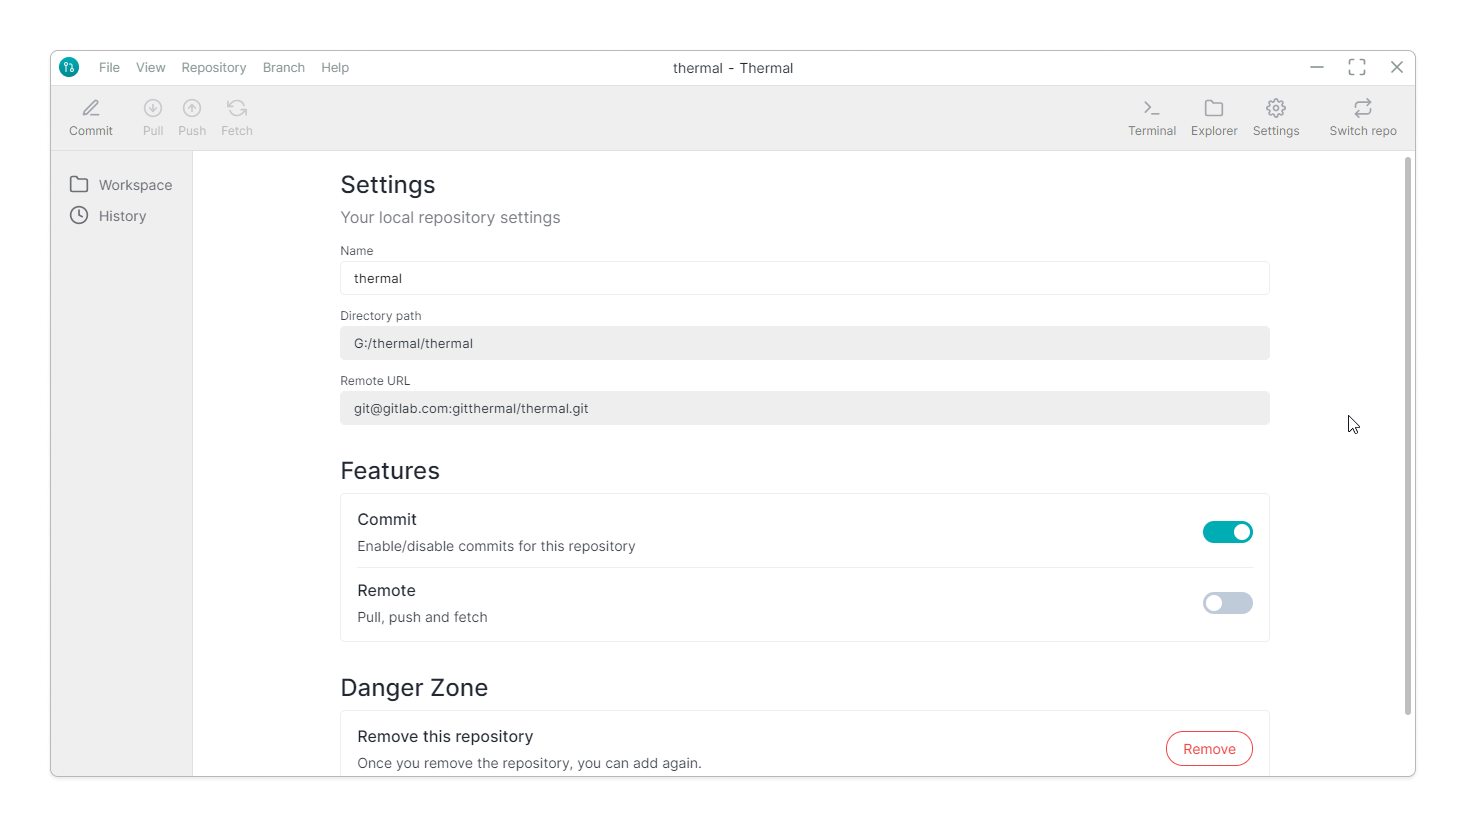 File View Repository Branch Help
thermal - Thermal
Commit Pull Push Fetch
Terminal Explorer Settings Switch repo
Workspace
History
Settings
Your local repository settings
Name
thermal
Directory path
G:/thermal/thermal
Remote URL
git@gitlab.com:gitthermal/thermal.git
Features
Commit
Enable/disable commits for this repository
Remote
Pull, push and fetch
Danger Zone
Remove this repository
Once you remove the repository, you can add again.
Remove